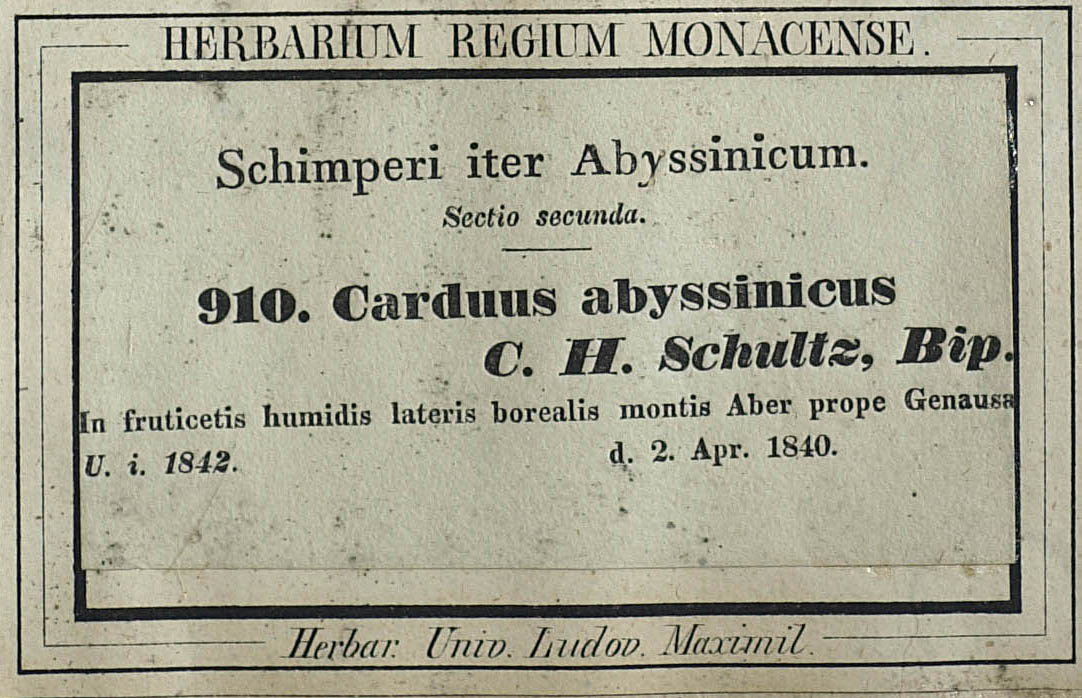 HERBARIUM REGIUM MONACENSE.
Schimperi iter Abyssinicum.
Sectio secunda.
910. Carduus abyssinicus
C. H. Schultz, Bip.
In fruticetis humidis lateris borealis montis Aber prope Genausa
U. i. 1842. d. 2. Apr. 1840.
Herbar. Univ. Ludov. Maximil.